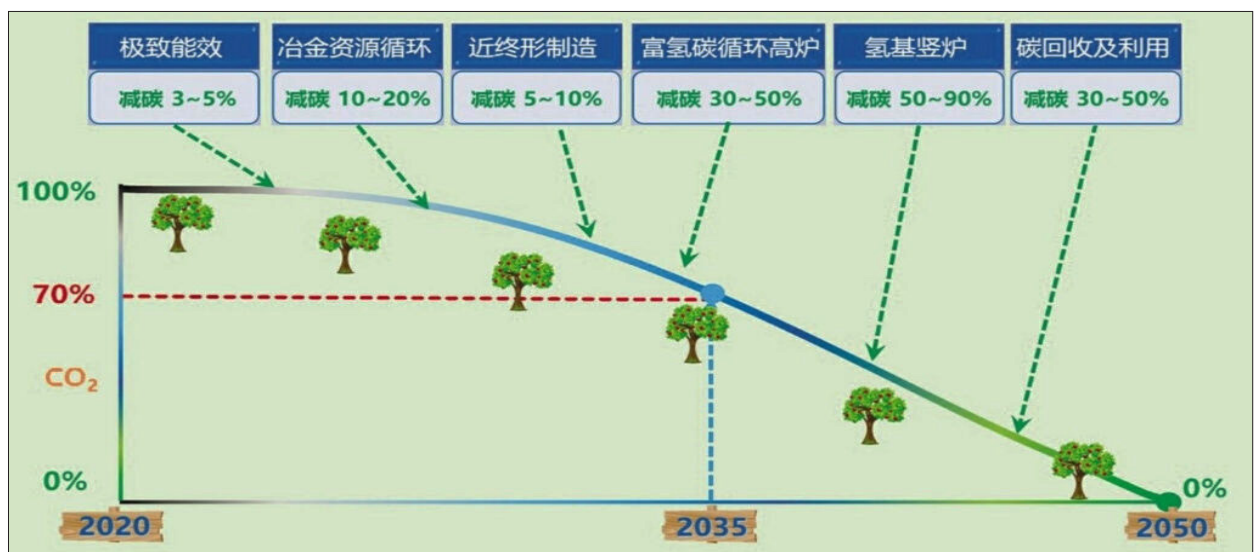 极致能效
冶金资源循环
近终形制造
富氢碳循环高炉
氢基竖炉
碳回收及利用
减碳 3~5%
减碳 10~20%
减碳 5~10%
减碳 30~50%
减碳 50~90%
减碳 30~50%
100%
70%
CO₂
0%
0%
2020
2035
2050